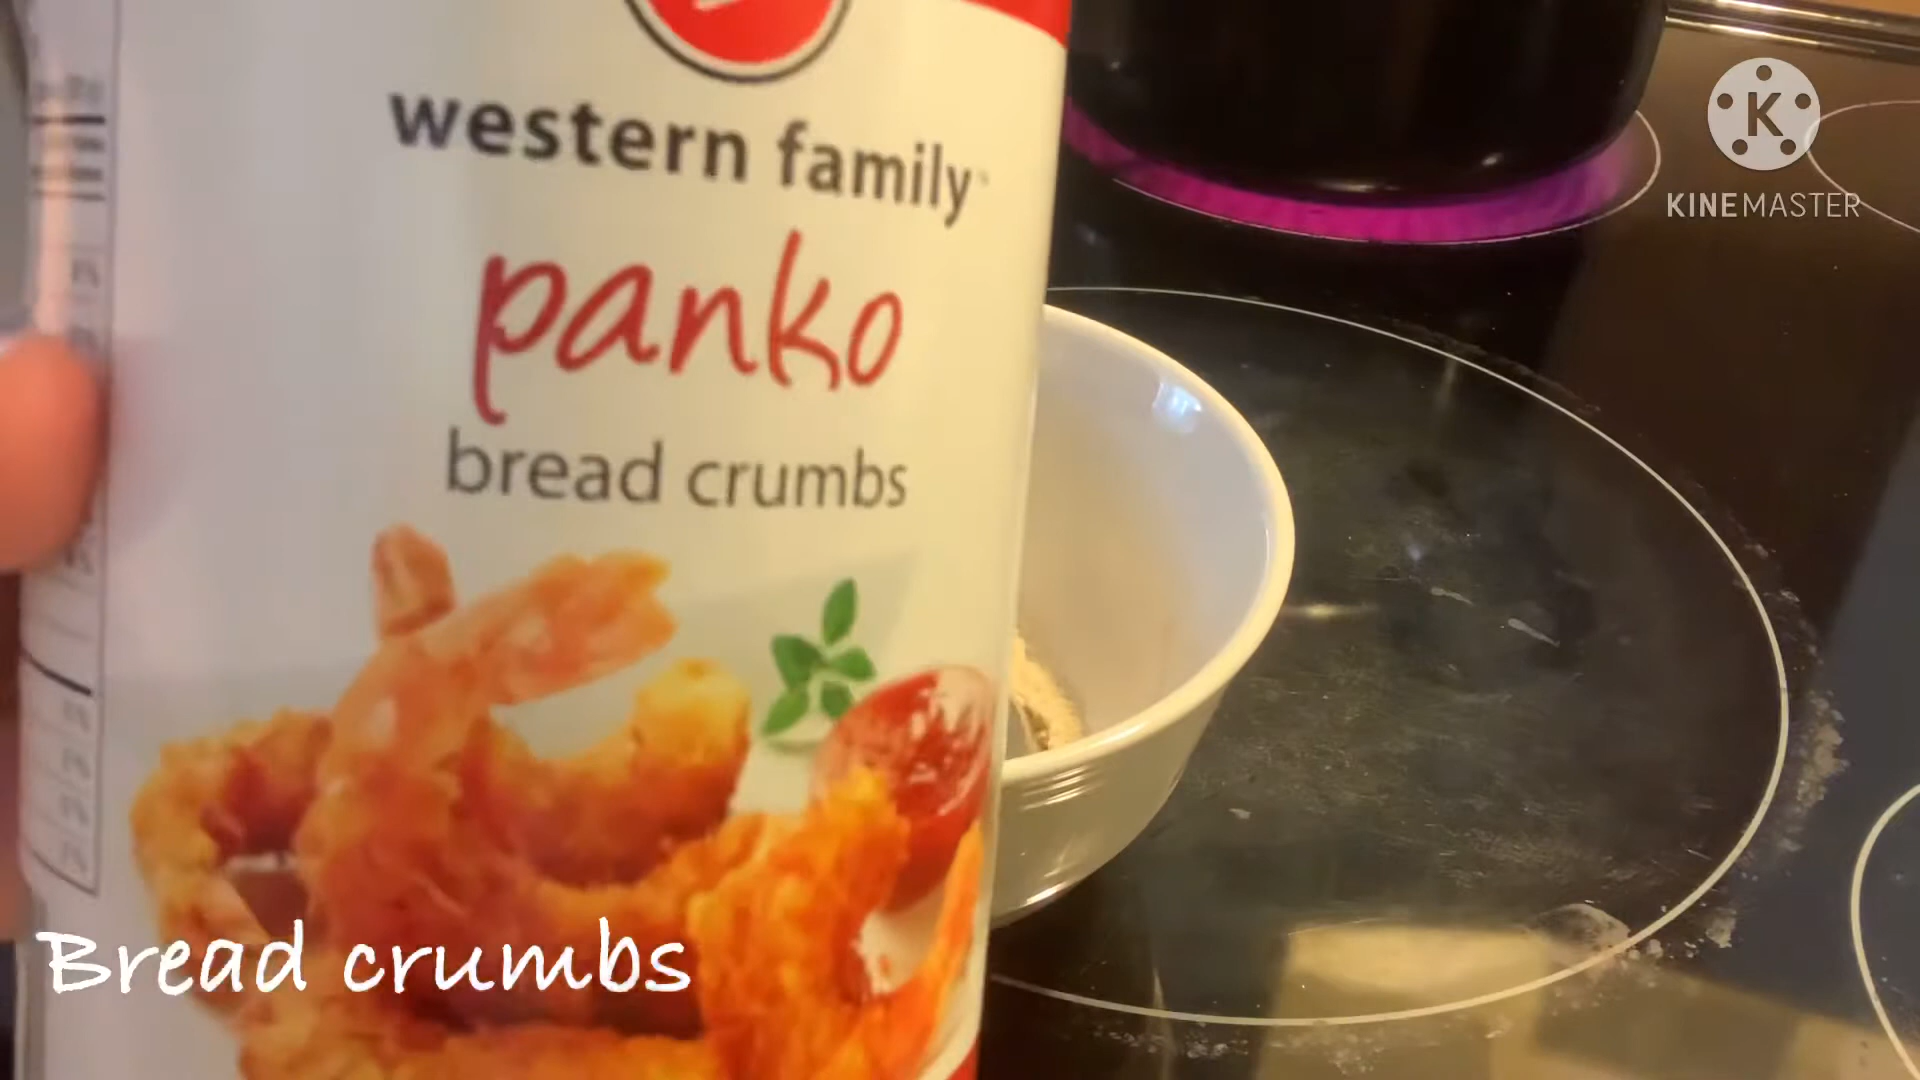 western family
panko
bread crumbs
K
KINEMASTER
Bread crumbs